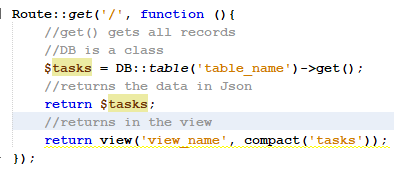 Route::get('/', function (){
//get() gets all records
//DB is a class
$tasks = DB::table('table_name')->get();
//returns the data in Json
return $tasks;
//returns in the view
return view('view_name', compact('tasks'));
});